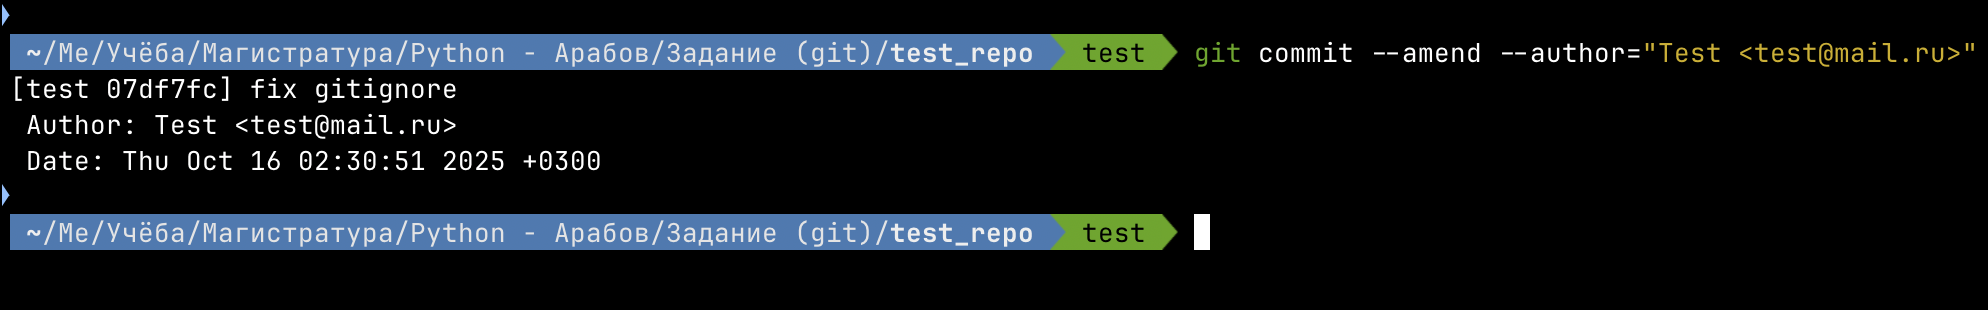 ~/Me/Учёба/Магистратура/Python - Арабов/Задание (git)/test_repo test git commit --amend --author="Test <test@mail.ru>"
[test 07df7fc] fix gitignore
Author: Test <test@mail.ru>
Date: Thu Oct 16 02:30:51 2025 +0300
~/Me/Учёба/Магистратура/Python - Арабов/Задание (git)/test_repo test